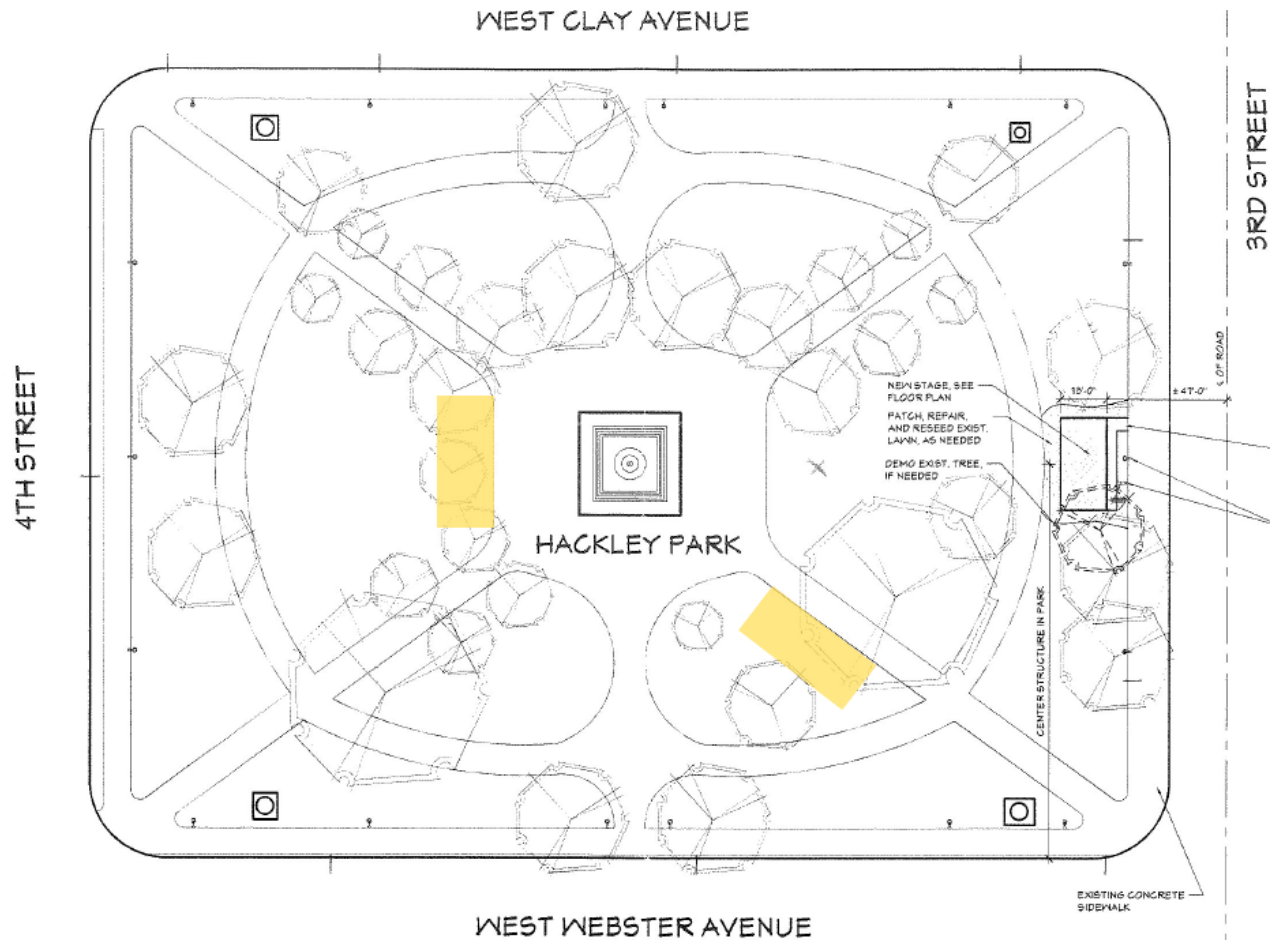 WEST CLAY AVENUE
3RD STREET
4TH STREET
℄ OF ROAD
NEW STAGE, SEE
FLOOR PLAN
15'-0"
±47'-0"
PATCH, REPAIR,
AND RESEED EXIST.
LAWN, AS NEEDED
DEMO EXIST. TREE,
IF NEEDED
HACKLEY PARK
CENTER STRUCTURE IN PARK
EXISTING CONCRETE
SIDEWALK
WEST WEBSTER AVENUE